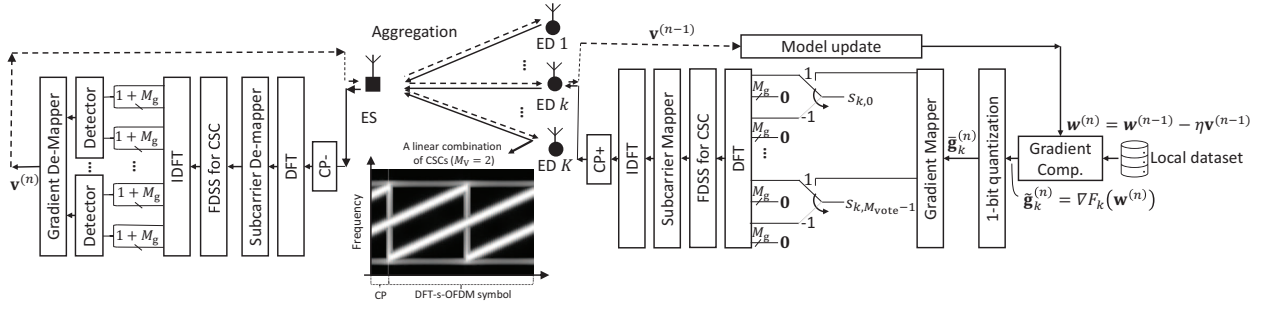 Aggregation
ED 1
...
ED k
...
ED K
ES
v^(n-1)
Model update
w^(n) = w^(n-1) − ηv^(n-1)
Local dataset
Gradient
Comp.
g̃_k^(n) = ∇F_k(w^(n))
1-bit quantization
ḡ_k^(n)
Gradient Mapper
1
s_k,0
-1
1
s_k,M_vote−1
-1
M_g
0
M_g
0
⋮
M_g
0
M_g
0
DFT
FDSS for CSC
Subcarrier Mapper
IDFT
CP+
A linear combination
of CSCs (M_V = 2)
Frequency
CP
DFT-s-OFDM symbol
CP-
DFT
Subcarrier De-mapper
FDSS for CSC
IDFT
1 + M_g
1 + M_g
⋮
1 + M_g
1 + M_g
Detector
⋮
Detector
Gradient De-Mapper
v^(n)